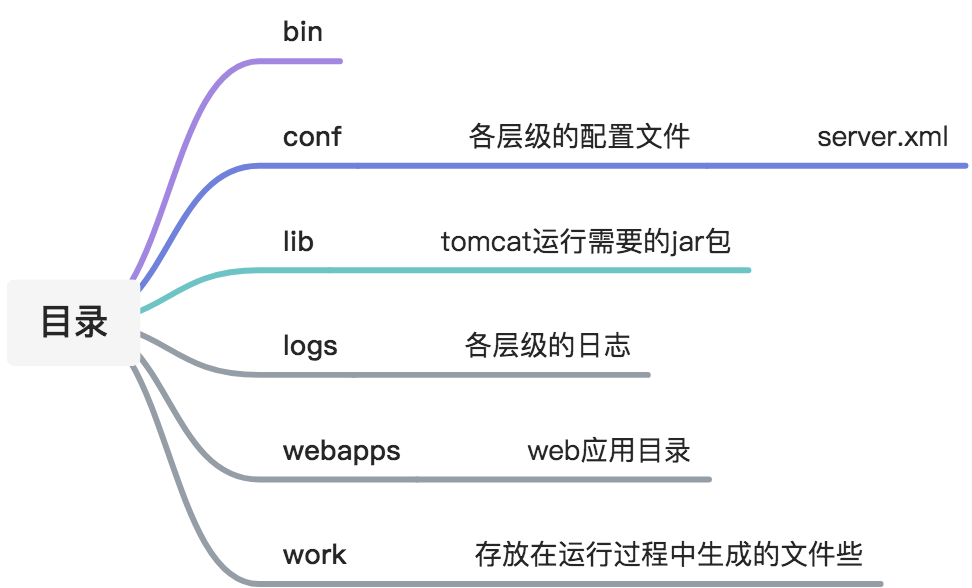 bin
conf 各层级的配置文件 server.xml
lib tomcat运行需要的jar包
目录
logs 各层级的日志
webapps web应用目录
work 存放在运行过程中生成的文件些